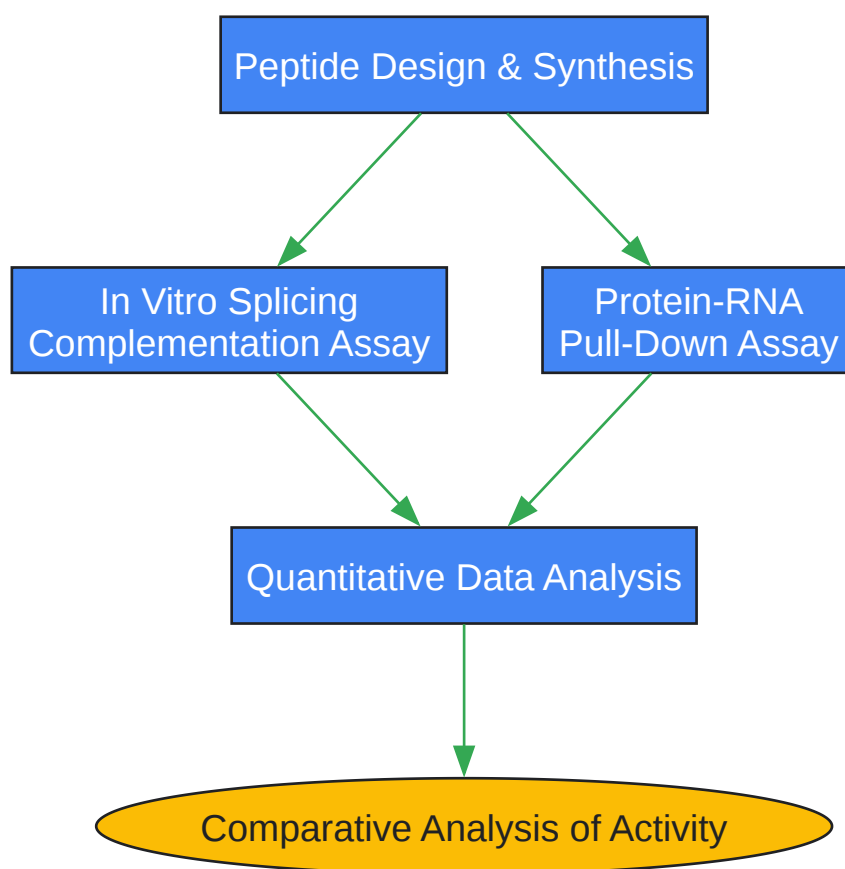 Peptide Design & Synthesis
In Vitro Splicing
Complementation Assay
Protein-RNA
Pull-Down Assay
Quantitative Data Analysis
Comparative Analysis of Activity